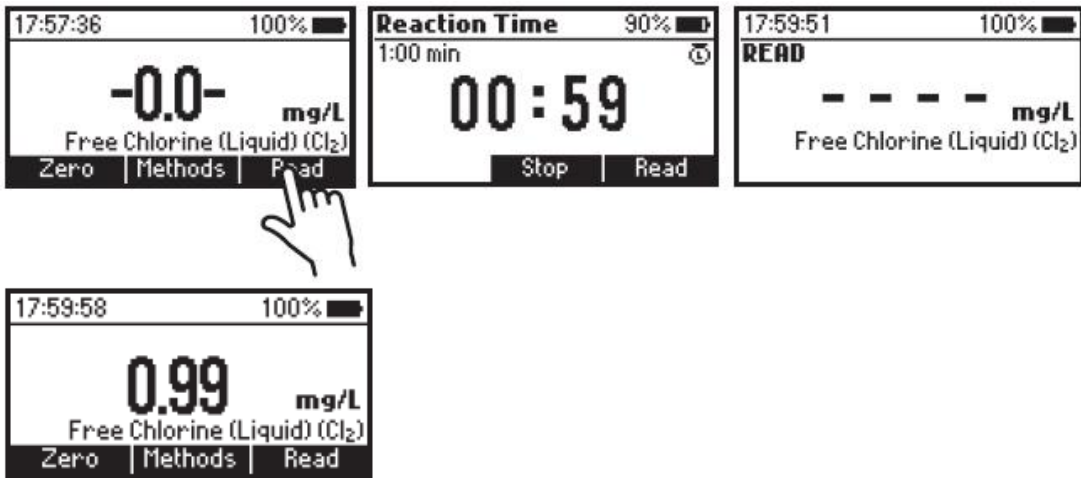 17:57:36 100%
-0.0- mg/L
Free Chlorine (Liquid) (Cl₂)
Zero Methods Read
Reaction Time 90%
1:00 min
00:59
Stop Read
17:59:51 100%
READ
- - - - mg/L
Free Chlorine (Liquid) (Cl₂)
17:59:58 100%
0.99 mg/L
Free Chlorine (Liquid) (Cl₂)
Zero Methods Read